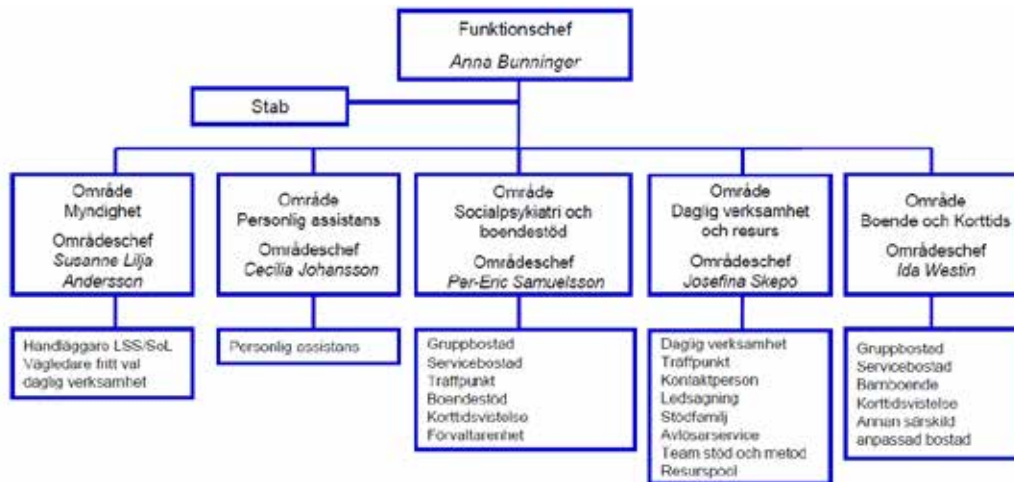 Funktionschef
Anna Bunninger
Stab
Område
Myndighet
Områdeschef
Susanne Lilja
Andersson
Område
Personlig assistans
Områdeschef
Cecilia Johansson
Område
Socialpsykiatri och
boendestöd
Områdeschef
Per-Eric Samuelsson
Område
Daglig verksamhet
och resurs
Områdeschef
Josefina Skepö
Område
Boende och Korttids
Områdeschef
Ida Westin
Handläggare LSS/SoL
Vägledare fritt val
daglig verksamhet
Personlig assistans
Gruppbostad
Servicebostad
Träffpunkt
Boendestöd
Korttidsvistelse
Förvaltarenhet
Daglig verksamhet
Träffpunkt
Kontaktperson
Ledsagning
Stödfamilj
Avlösarservice
Team stöd och metod
Resurspool
Gruppbostad
Servicebostad
Barnboende
Korttidsvistelse
Annan särskild
anpassad bostad